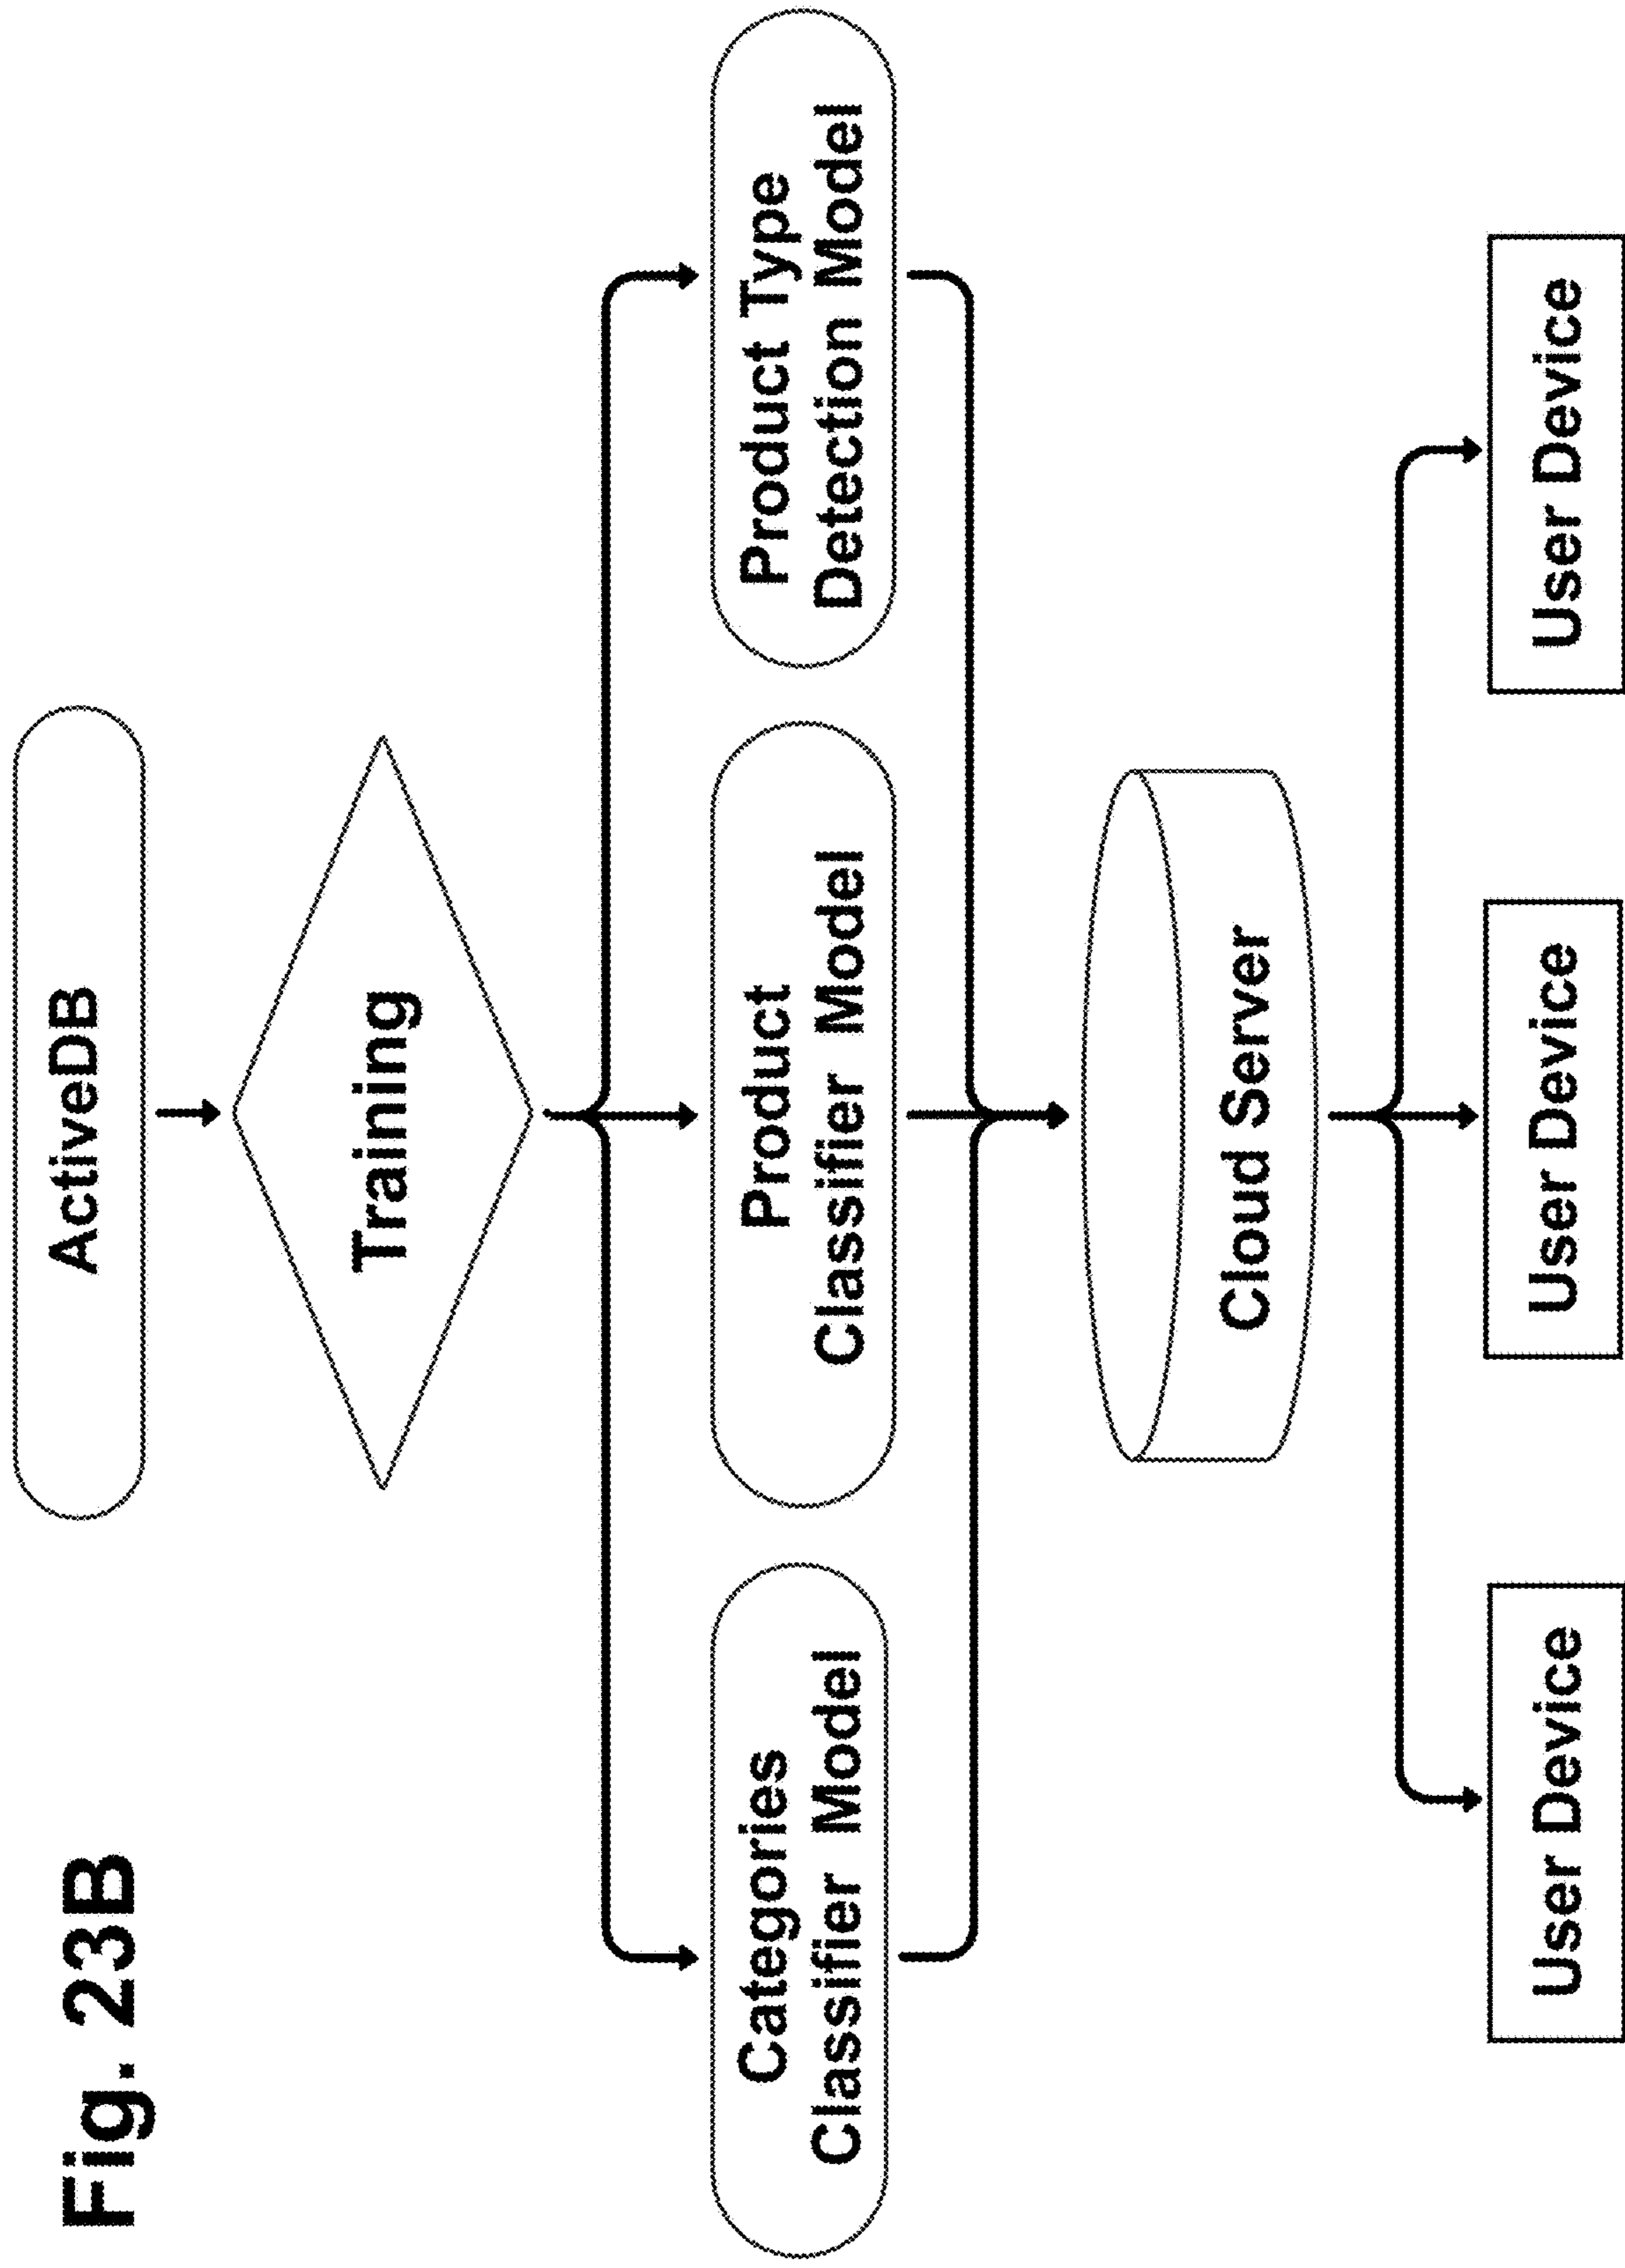 Fig. 23B
ActiveDB
Training
Categories
Classifier Model
Product
Classifier Model
Product Type
Detection Model
Cloud Server
User Device
User Device
User Device